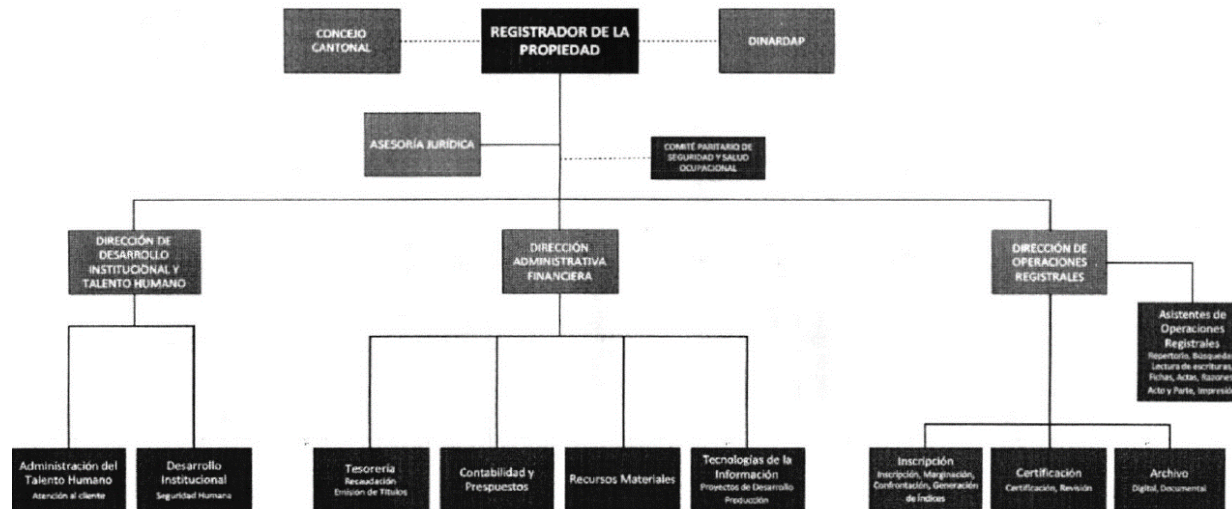 CONCEJO
CANTONAL
REGISTRADOR DE LA
PROPIEDAD
DINARDAP
ASESORÍA JURÍDICA
COMITÉ PARITARIO DE
SEGURIDAD Y SALUD
OCUPACIONAL
DIRECCIÓN DE
DESARROLLO
INSTITUCIONAL Y
TALENTO HUMANO
DIRECCIÓN
ADMINISTRATIVA
FINANCIERA
DIRECCIÓN DE
OPERACIONES
REGISTRALES
Asistentes de
Operaciones
Registrales
Repertorio, Búsqueda,
Lectura de escrituras,
Fichas, Actas, Razones
Acto y Parte, Impresión
Administración del
Talento Humano
Atención al cliente
Desarrollo
Institucional
Seguridad Humana
Tesorería
Recaudación
Emisión de Títulos
Contabilidad y
Prespuestos
Recursos Materiales
Tecnologías de la
Información
Proyectos de Desarrollo
Producción
Inscripción
Inscripción, Marginación,
Confrontación, Generación
de Índices
Certificación
Certificación, Revisión
Archivo
Digital, Documental